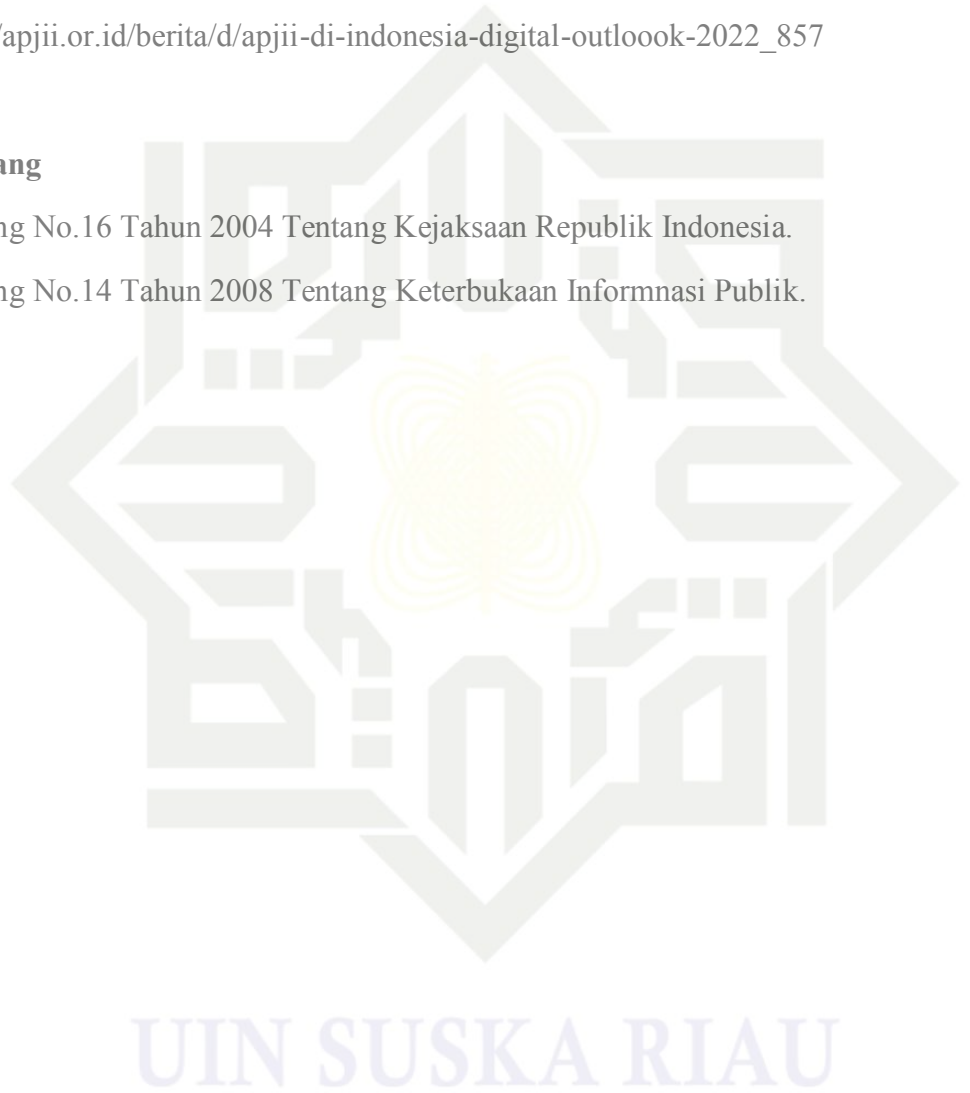 /apjii.or.id/berita/d/apjii-di-indonesia-digital-outloook-2022_857
ang
ng No.16 Tahun 2004 Tentang Kejaksaan Republik Indonesia.
ng No.14 Tahun 2008 Tentang Keterbukaan Informnasi Publik.
UIN SUSKA RIAU